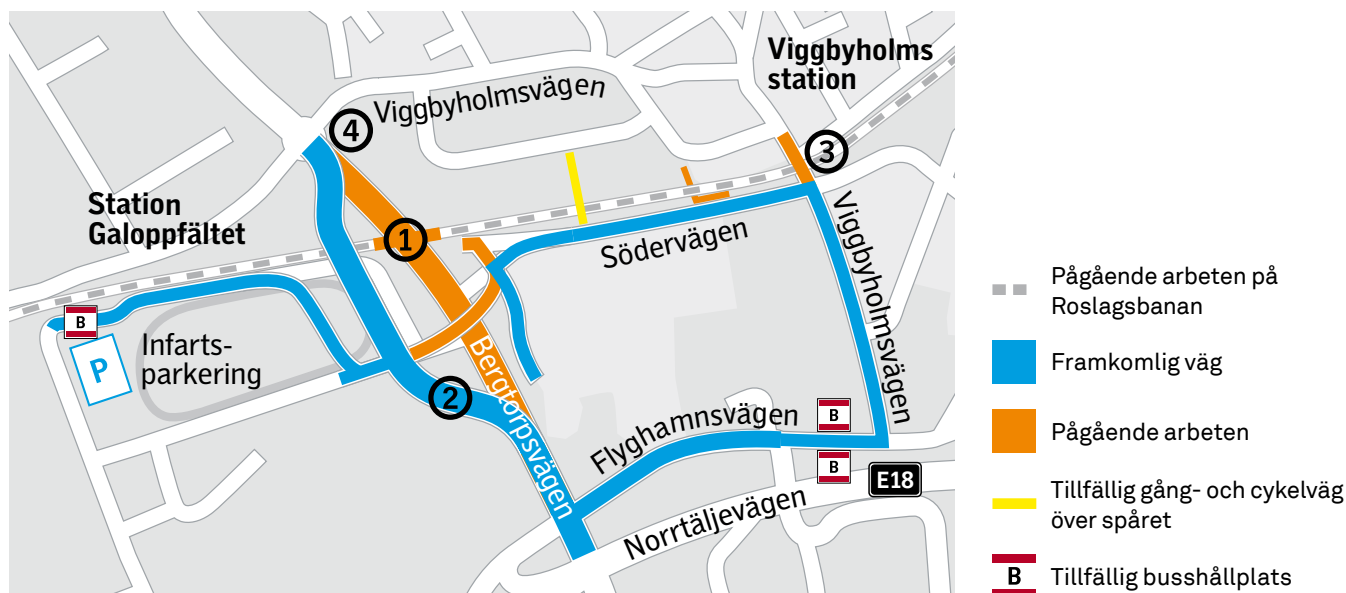 Viggbyholms
station
Viggbyholmsvägen
4
3
Station
Galoppfältet
1
Södervägen
Viggbyholmsvägen
B
P
Infarts-
parkering
2
Bergtorpsvägen
Flyghamnsvägen
B
B
E18
Norrtäljevägen
Pågående arbeten på
Roslagsbanan
Framkomlig väg
Pågående arbeten
Tillfällig gång- och cykelväg
över spåret
B Tillfällig busshållplats